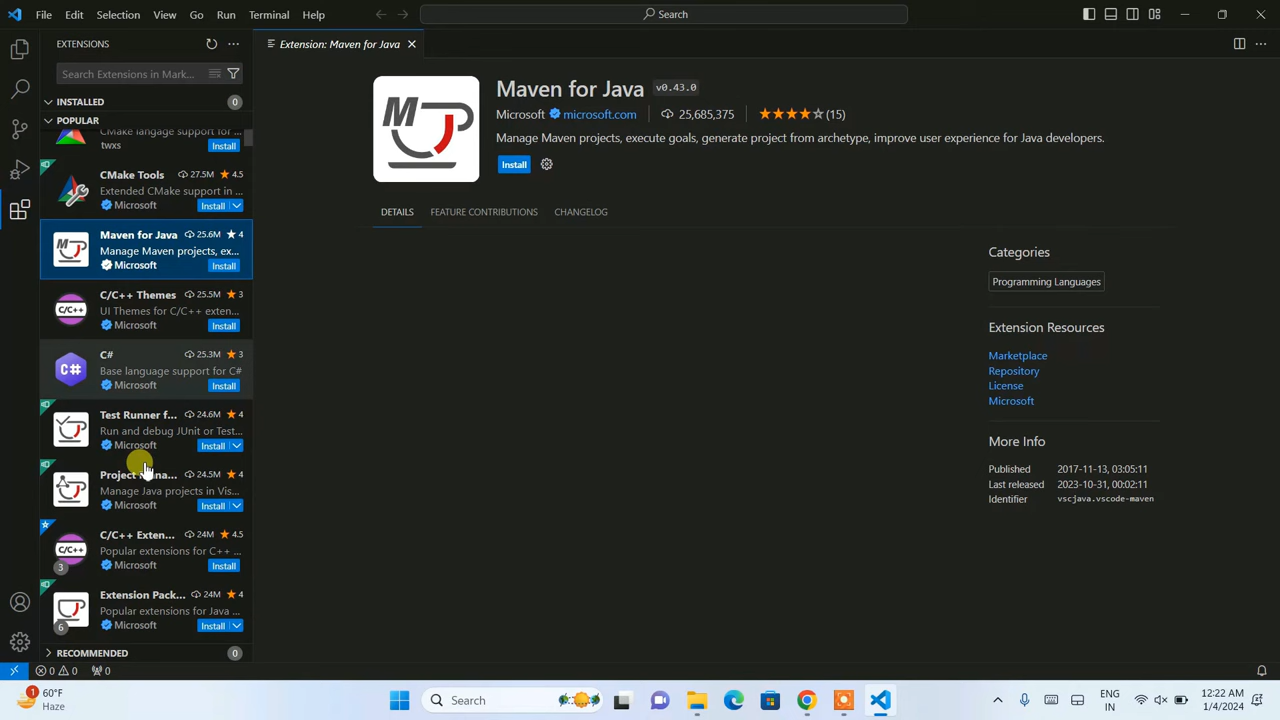 File Edit Selection View Go Run Terminal Help
Search
EXTENSIONS
Extension: Maven for Java
Search Extensions in Mark...
INSTALLED 0
POPULAR
CMake langage support for ...
twxs Install
CMake Tools 27.5M 4.5
Extended CMake support in ...
Microsoft Install
Maven for Java 25.6M 4
Manage Maven projects, ex...
Microsoft Install
C/C++ Themes 25.5M 3
UI Themes for C/C++ exten...
Microsoft Install
C# 25.3M 3
Base language support for C#
Microsoft Install
Test Runner f... 24.6M 4
Run and debug JUnit or Test...
Microsoft Install
24.5M 4
Manage Java projects in Vis...
Microsoft Install
C/C++ Exten... 24M 4.5
Popular extensions for C++ ...
3 Microsoft Install
Extension Pack... 24M 4
Popular extensions for Java ...
6 Microsoft Install
RECOMMENDED 0
Maven for Java v0.43.0
Microsoft microsoft.com 25,685,375 (15)
Manage Maven projects, execute goals, generate project from archetype, improve user experience for Java developers.
Install
DETAILS FEATURE CONTRIBUTIONS CHANGELOG
Categories
Programming Languages
Extension Resources
Marketplace
Repository
License
Microsoft
More Info
Published 2017-11-13, 03:05:11
Last released 2023-10-31, 00:02:11
Identifier vscjava.vscode-maven
0 0 0
1 60°F
Haze
Search
ENG
IN
12:22 AM
1/4/2024